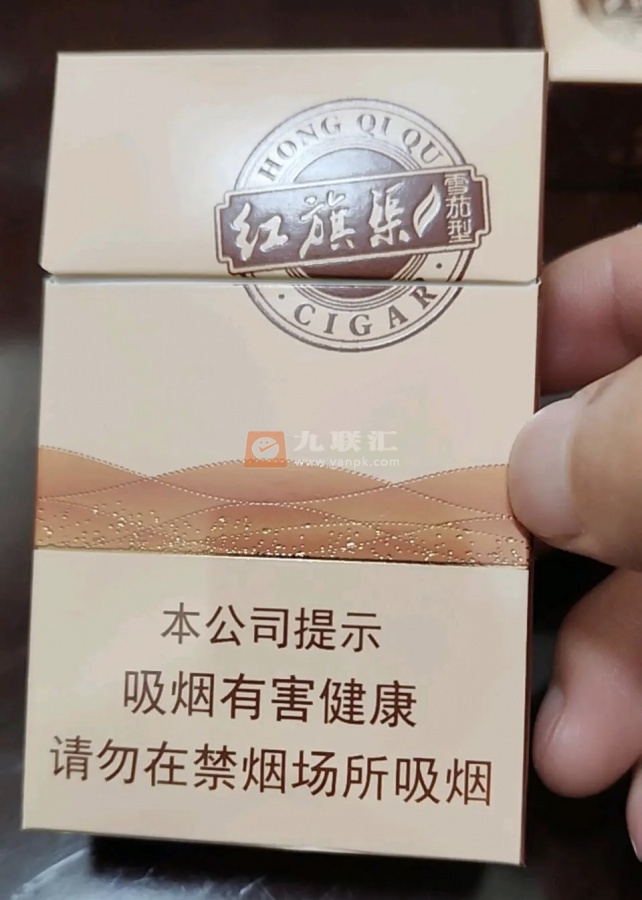 HONG QI QU
红旗渠
雪茄型
·CIGAR·
九联汇
www.vanpk.com
本公司提示
吸烟有害健康
请勿在禁烟场所吸烟